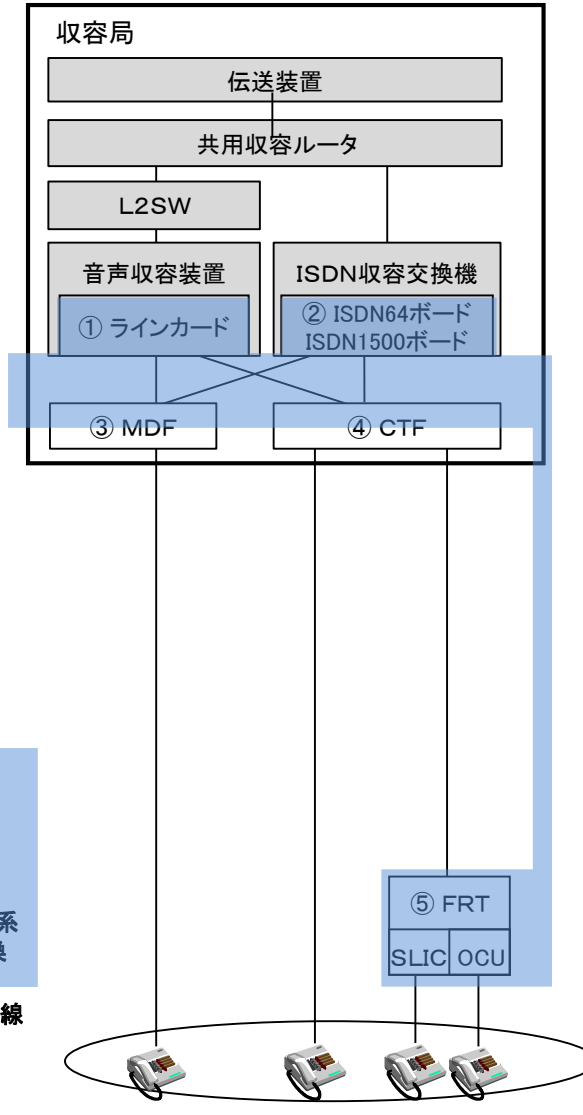 収容局
伝送装置
共用収容ルータ
L2SW
音声収容装置
ISDN収容交換機
① ラインカード
② ISDN64ボード
ISDN1500ボード
③ MDF
④ CTF
⑤ FRT
SLIC
OCU
系
線